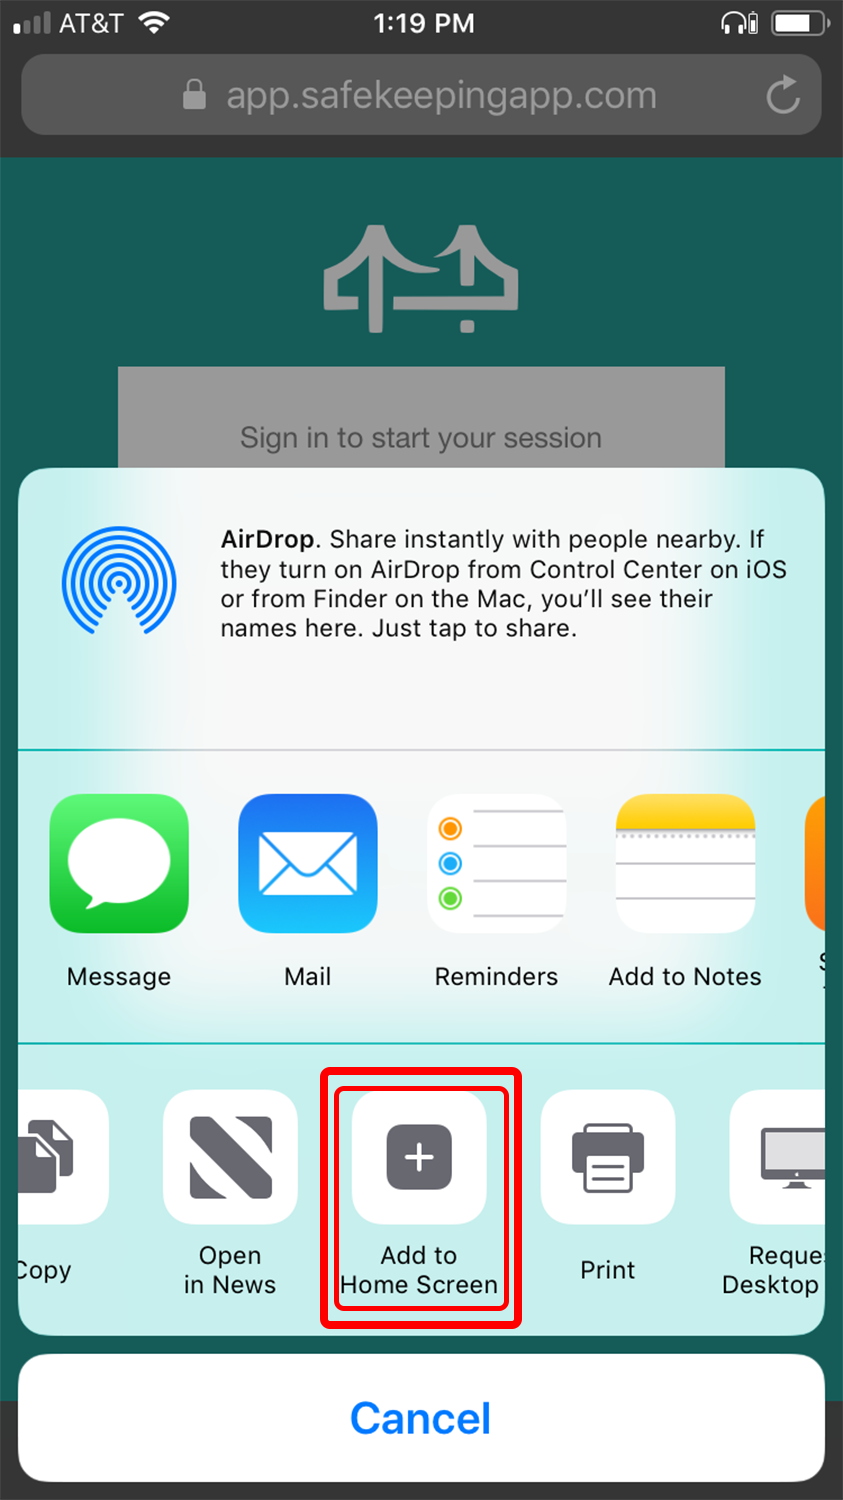 AT&T
1:19 PM
app.safekeepingapp.com
Sign in to start your session
AirDrop. Share instantly with people nearby. If
they turn on AirDrop from Control Center on iOS
or from Finder on the Mac, you’ll see their
names here. Just tap to share.
Message
Mail
Reminders
Add to Notes
Copy
Open
in News
Add to
Home Screen
Print
Reques
Desktop
Cancel